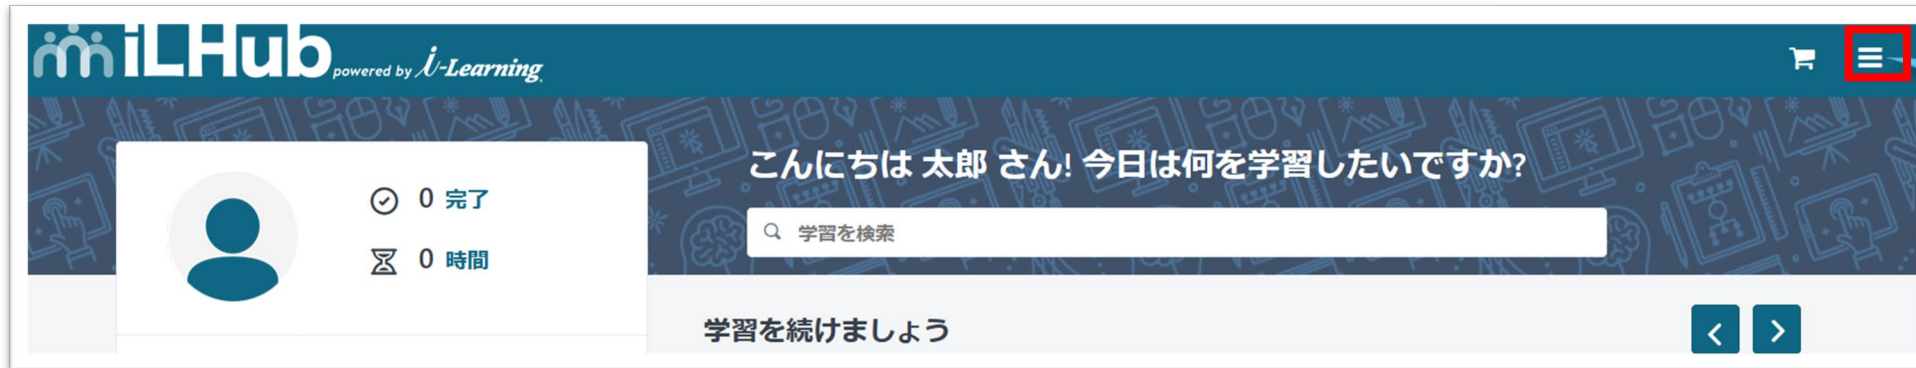 iLHub powered by i-Learning
こんにちは 太郎 さん! 今日は何を学習したいですか?
0 完了
学習を検索
0 時間
学習を続けましょう